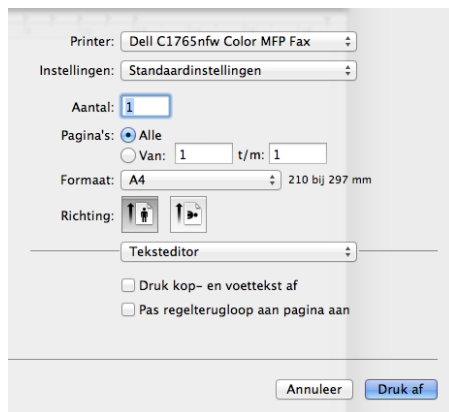 Printer: Dell C1765nfw Color MFP Fax
Instellingen: Standaardinstellingen
Aantal: 1
Pagina's: Alle
Van: 1 t/m: 1
Formaat: A4 210 bij 297 mm
Richting:
Teksteditor
Druk kop- en voettekst af
Pas regelterugloop aan pagina aan
Annuleer Druk af